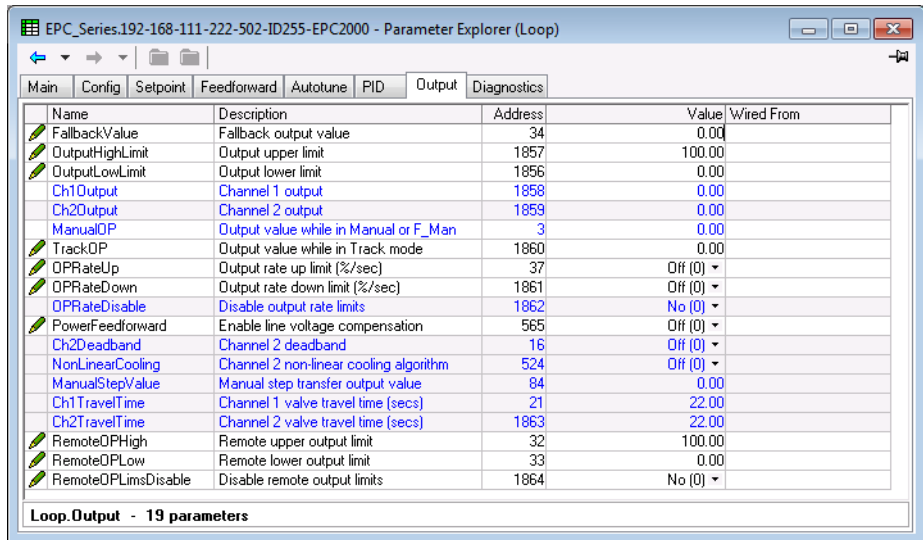 EPC_Series.192-168-111-222-502-ID255-EPC2000 - Parameter Explorer (Loop)
Main Config Setpoint Feedforward Autotune PID Output Diagnostics
Name Description Address Value Wired From
FallbackValue Fallback output value 34 0.00
OutputHighLimit Output upper limit 1857 100.00
OutputLowLimit Output lower limit 1856 0.00
Ch1Output Channel 1 output 1858 0.00
Ch2Output Channel 2 output 1859 0.00
ManualOP Output value while in Manual or F_Man 3 0.00
TrackOP Output value while in Track mode 1860 0.00
OPRateUp Output rate up limit (%/sec) 37 Off (0)
OPRateDown Output rate down limit (%/sec) 1861 Off (0)
OPRateDisable Disable output rate limits 1862 No (0)
PowerFeedforward Enable line voltage compensation 565 Off (0)
Ch2Deadband Channel 2 deadband 16 Off (0)
NonLinearCooling Channel 2 non-linear cooling algorithm 524 Off (0)
ManualStepValue Manual step transfer output value 84 0.00
Ch1TravelTime Channel 1 valve travel time (secs) 21 22.00
Ch2TravelTime Channel 2 valve travel time (secs) 1863 22.00
RemoteOPHigh Remote upper output limit 32 100.00
RemoteOPLow Remote lower output limit 33 0.00
RemoteOPLimsDisable Disable remote output limits 1864 No (0)
Loop.Output - 19 parameters